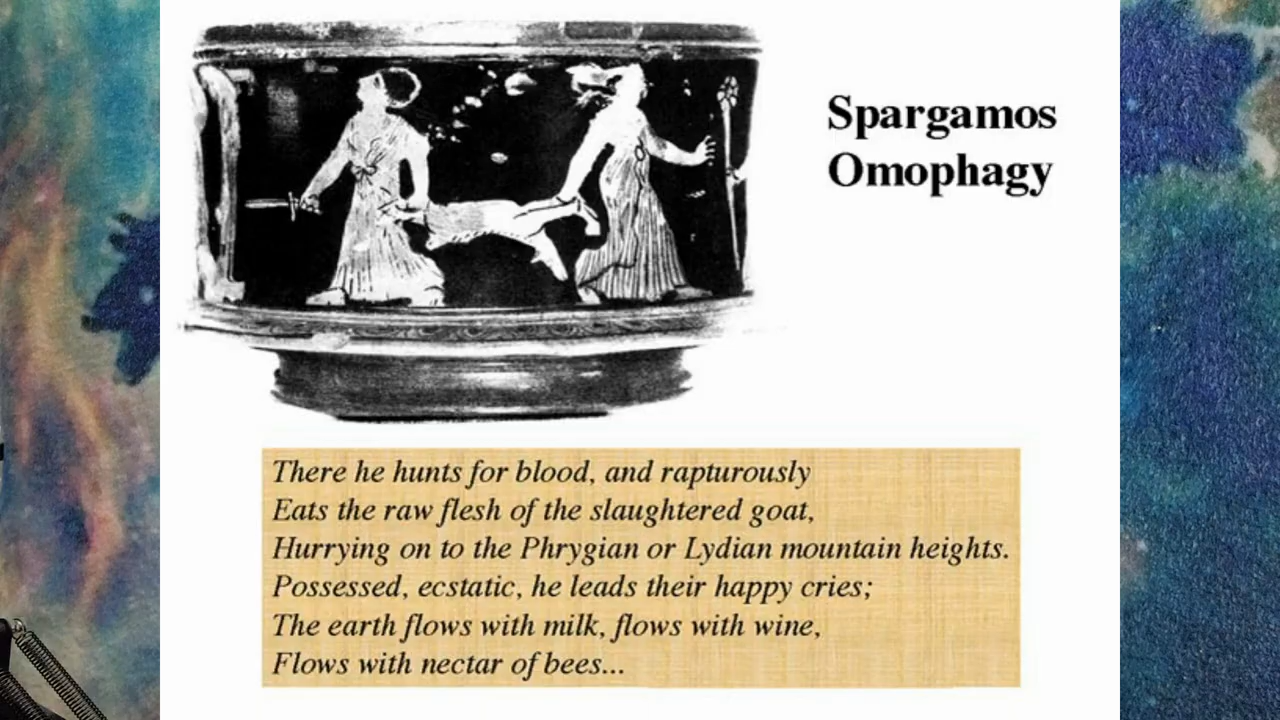 Spargamos
Omophagy
There he hunts for blood, and rapturously
Eats the raw flesh of the slaughtered goat,
Hurrying on to the Phrygian or Lydian mountain heights.
Possessed, ecstatic, he leads their happy cries;
The earth flows with milk, flows with wine,
Flows with nectar of bees...